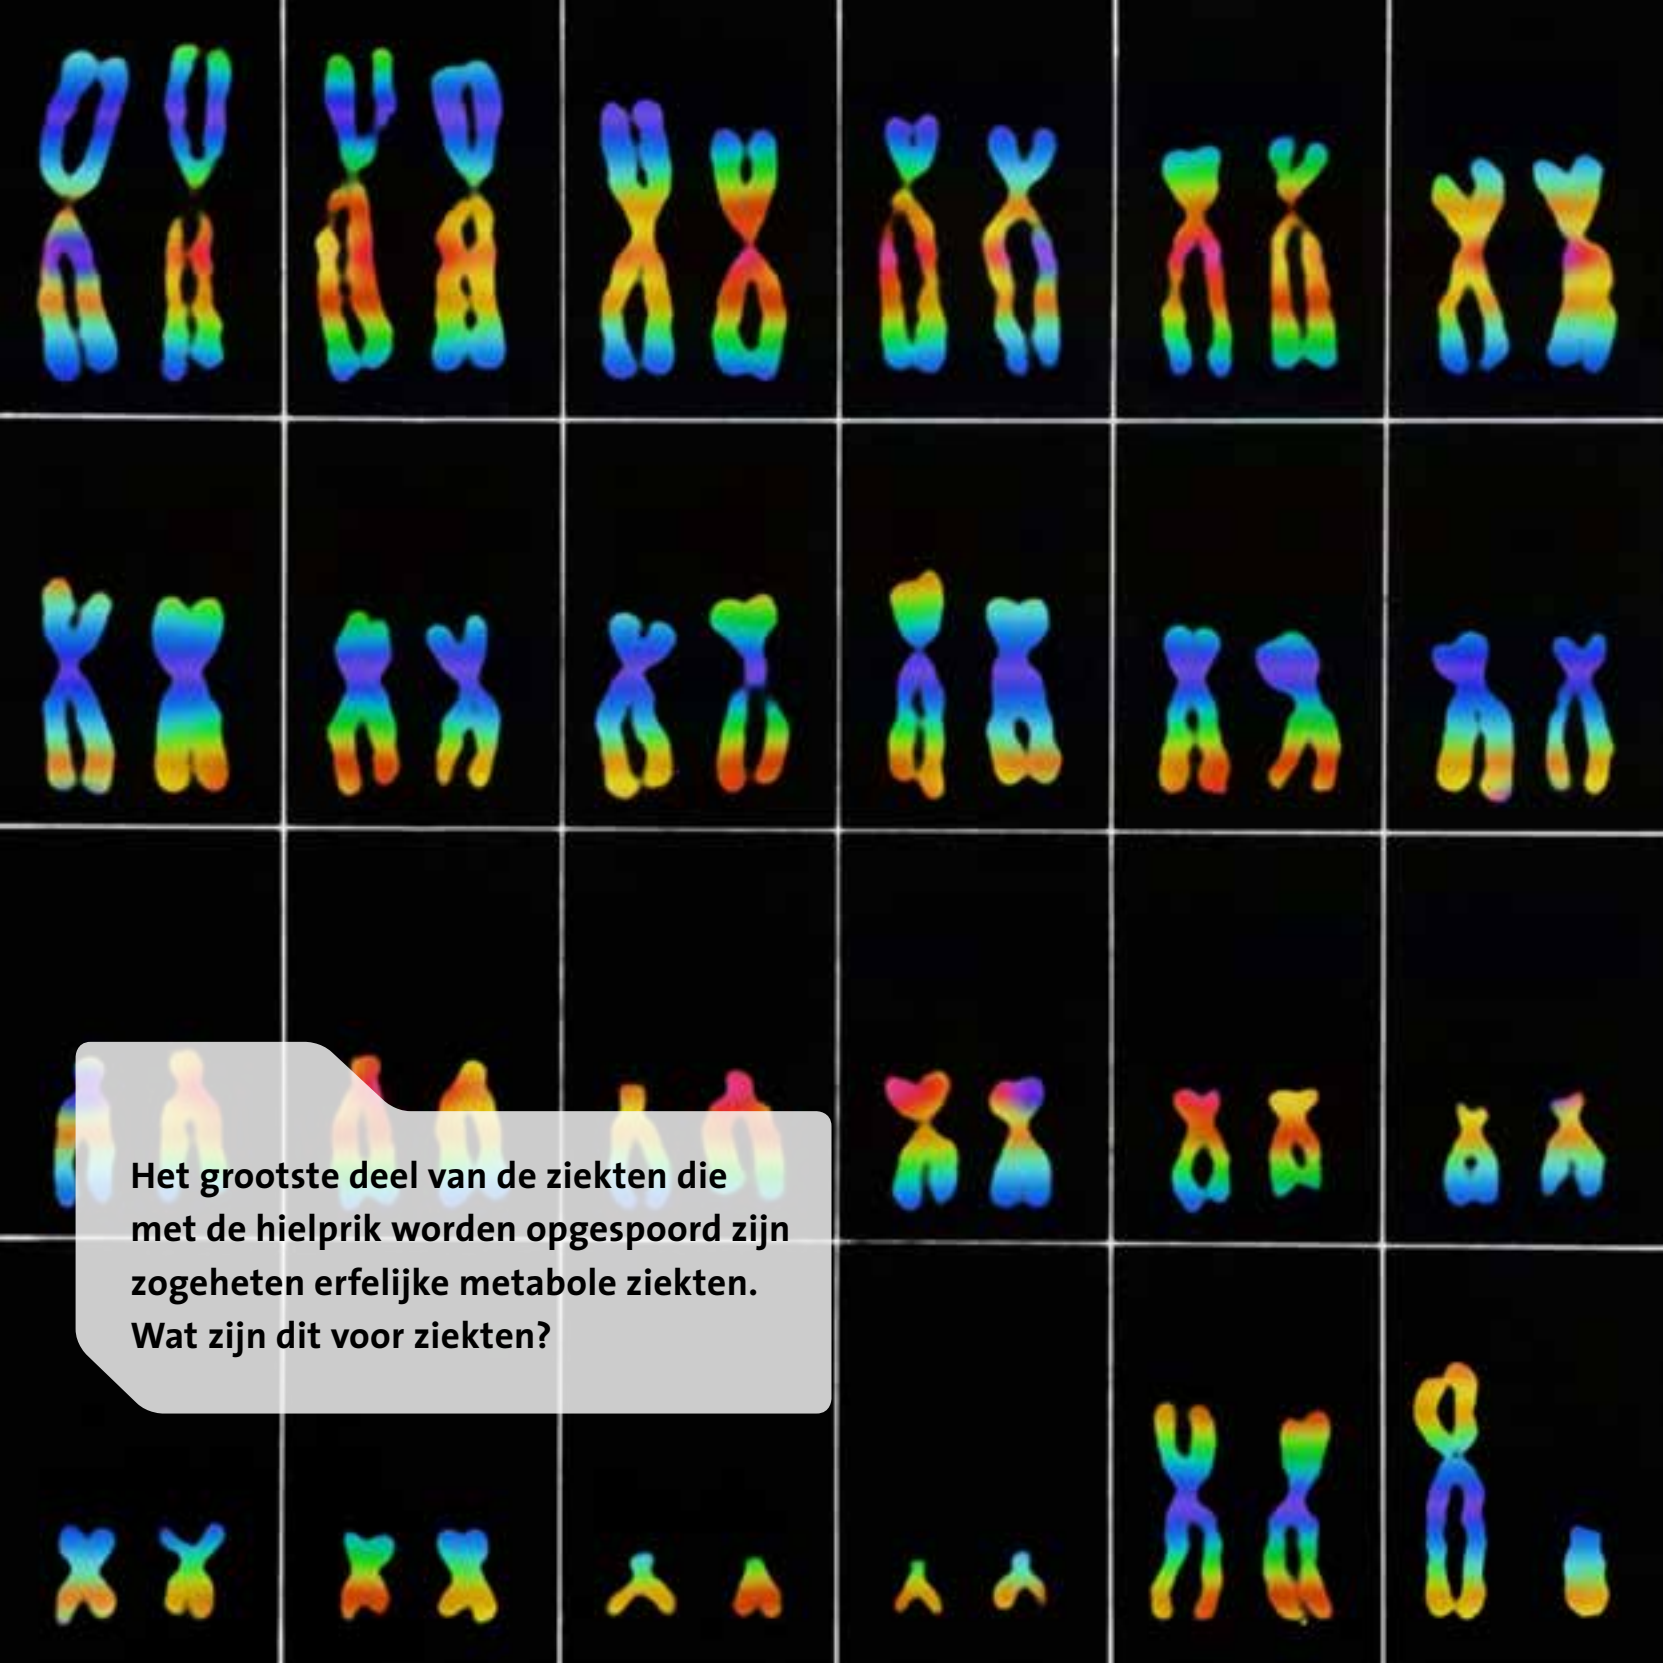 Het grootste deel van de ziekten die
met de hielprik worden opgespoord zijn
zogeheten erfelijke metabole ziekten.
Wat zijn dit voor ziekten?